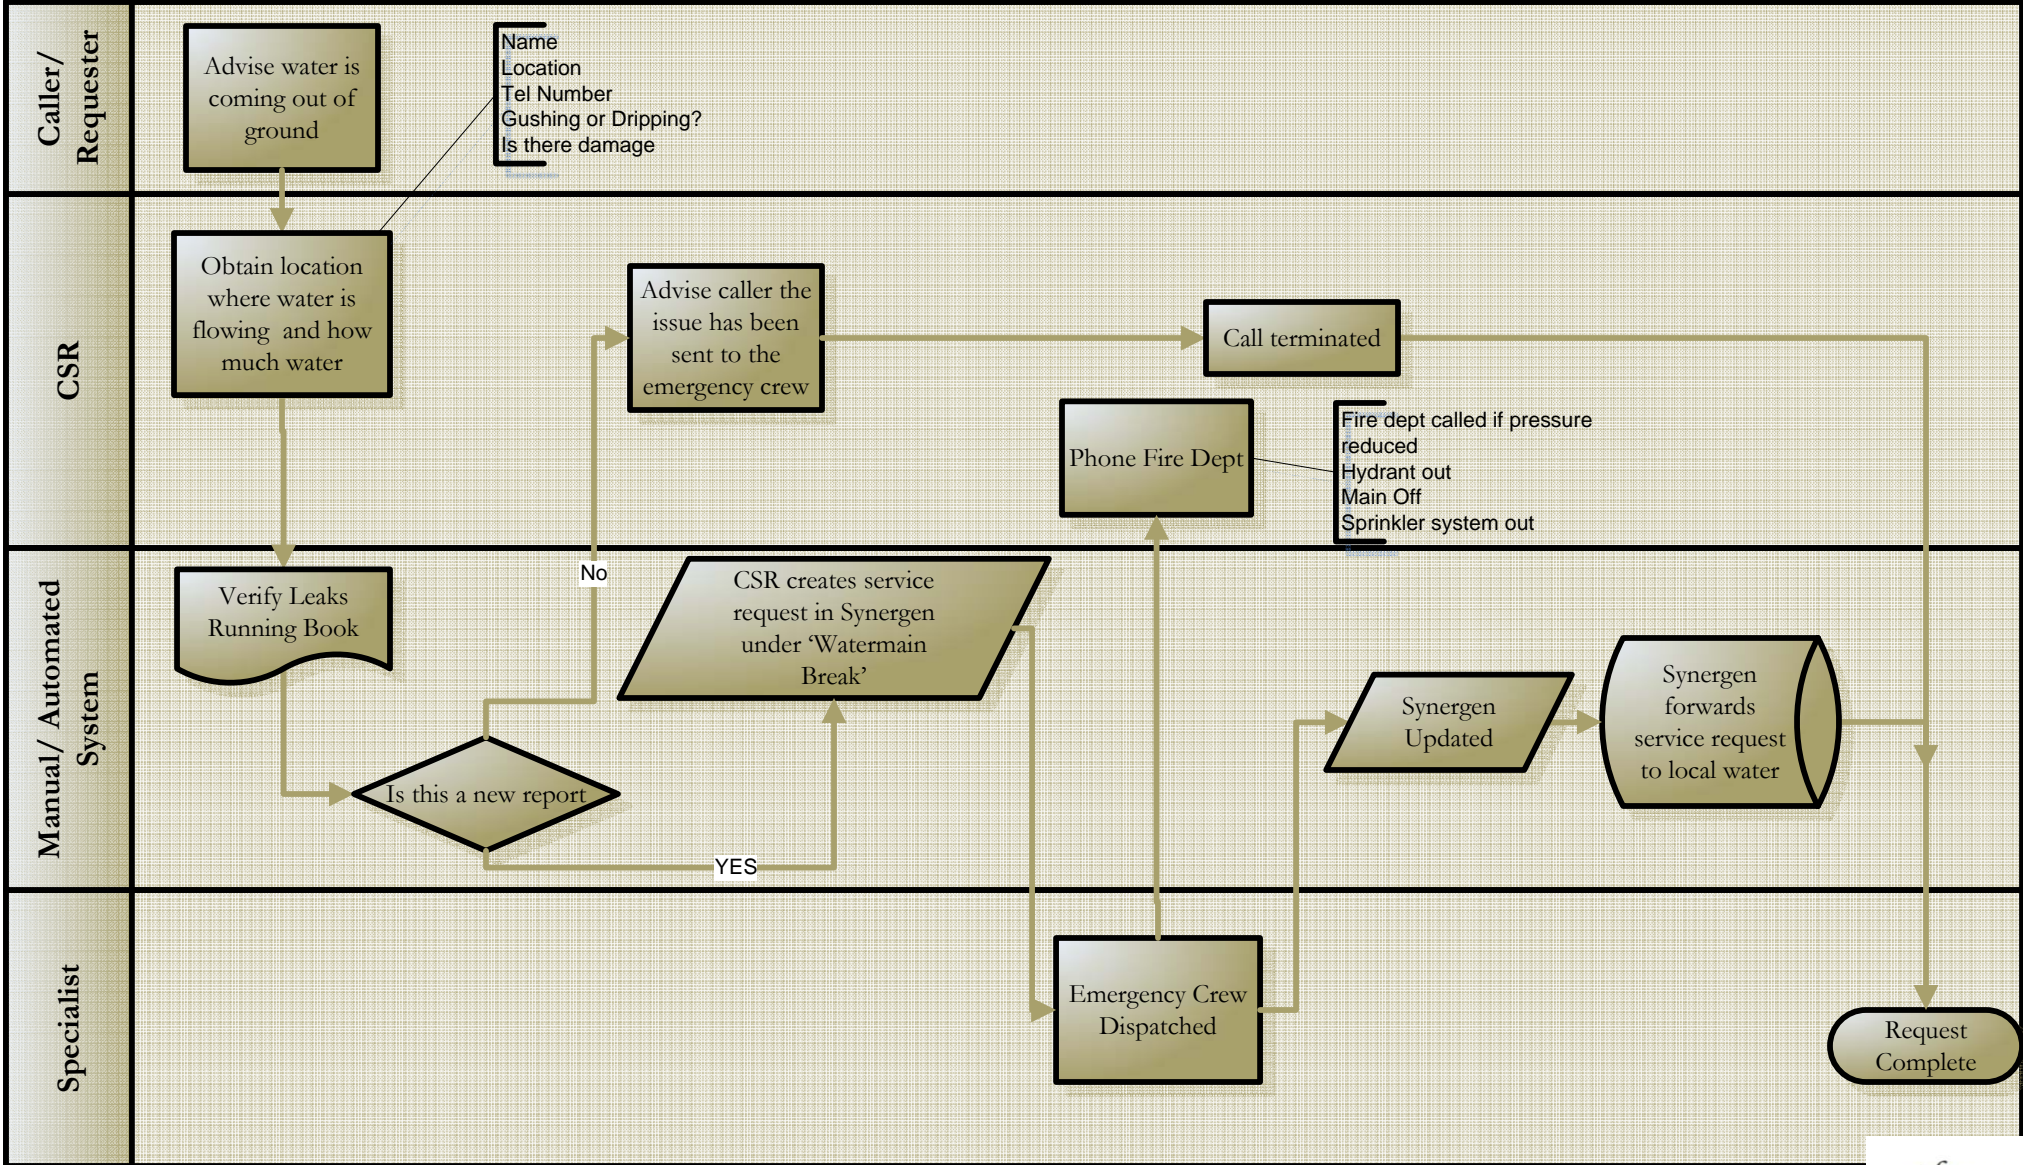 Caller/
Requester
Advise water is
coming out of
ground
Name
Location
Tel Number
Gushing or Dripping?
Is there damage
CSR
Obtain location
where water is
flowing and how
much water
Advise caller the
issue has been
sent to the
emergency crew
Call terminated
Phone Fire Dept
Fire dept called if pressure
reduced
Hydrant out
Main Off
Sprinkler system out
Manual/ Automated
System
Verify Leaks
Running Book
Is this a new report
No
YES
CSR creates service
request in Synergen
under ‘Watermain
Break’
Synergen
Updated
Synergen
forwards
service request
to local water
Specialist
Emergency Crew
Dispatched
Request
Complete